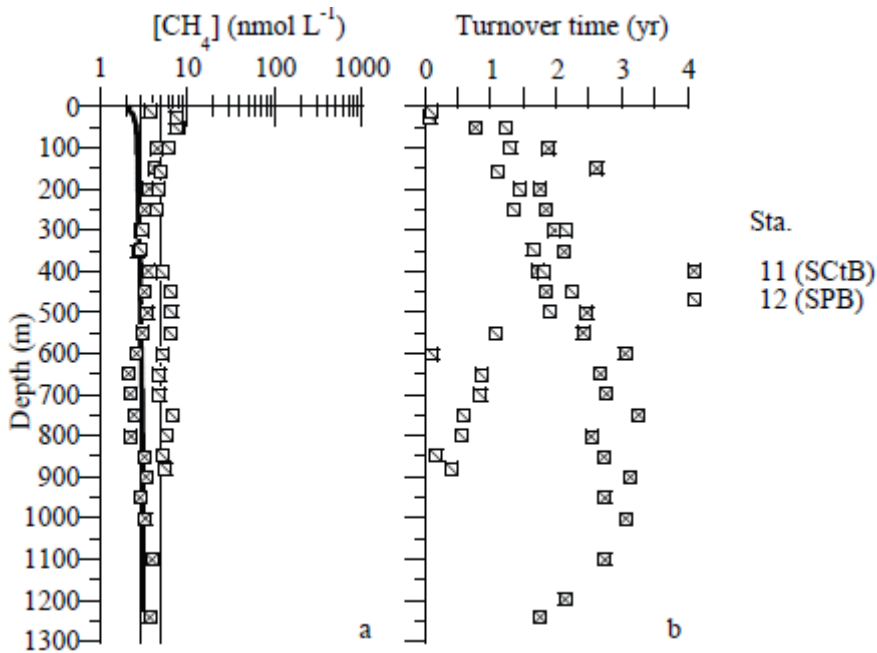 [CH4] (nmol L-1)
Turnover time (yr)
1 10 100 1000
0 1 2 3 4
Depth (m)
0
100
200
300
400
500
600
700
800
900
1000
1100
1200
1300
a
b
Sta.
11 (SCtB)
12 (SPB)